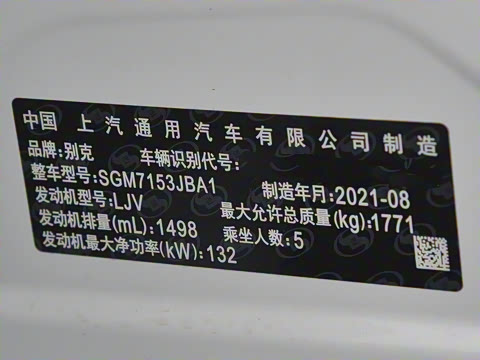 中国 上汽通用汽车有限公司制造
品牌:别克 车辆识别代号:
整车型号:SGM7153JBA1 制造年月:2021-08
发动机型号:LJV 最大允许总质量(kg):1771
发动机排量(mL):1498 乘坐人数:5
发动机最大净功率(kW):132